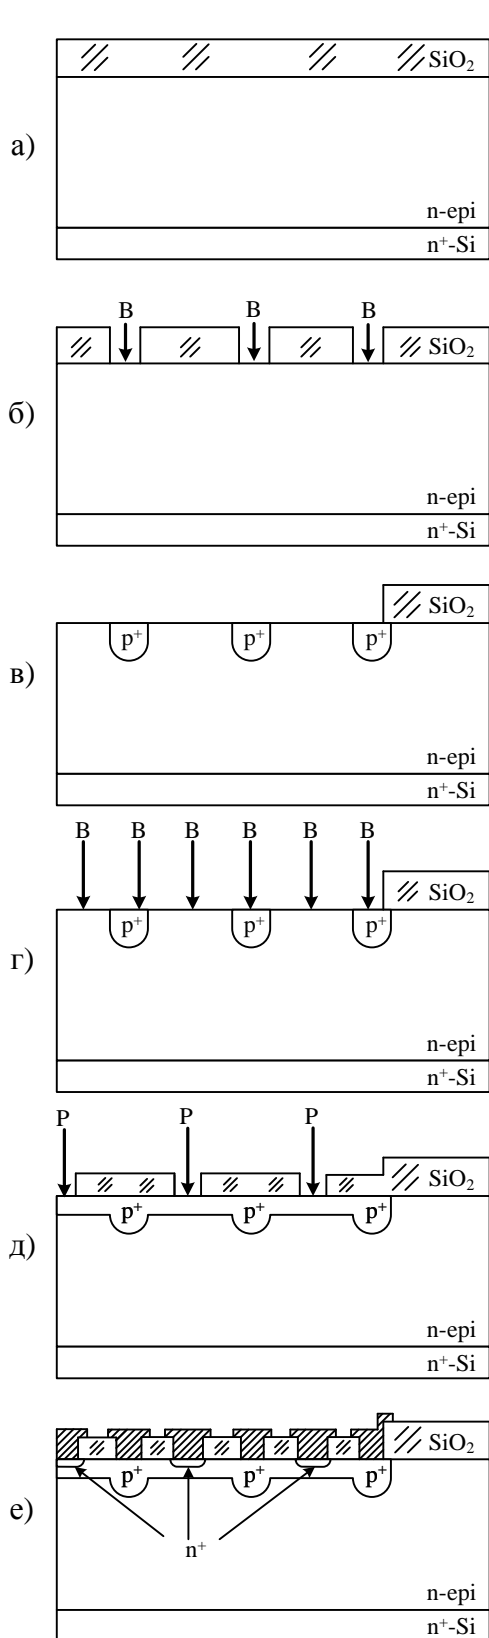 SiO₂
а)
n-epi
n⁺-Si
B B B
SiO₂
б)
n-epi
n⁺-Si
SiO₂
p⁺ p⁺ p⁺
в)
n-epi
n⁺-Si
B B B B B B
SiO₂
p⁺ p⁺ p⁺
г)
n-epi
n⁺-Si
P P P
SiO₂
p⁺ p⁺ p⁺
д)
n-epi
n⁺-Si
SiO₂
p⁺ p⁺ p⁺
е)
n⁺
n-epi
n⁺-Si